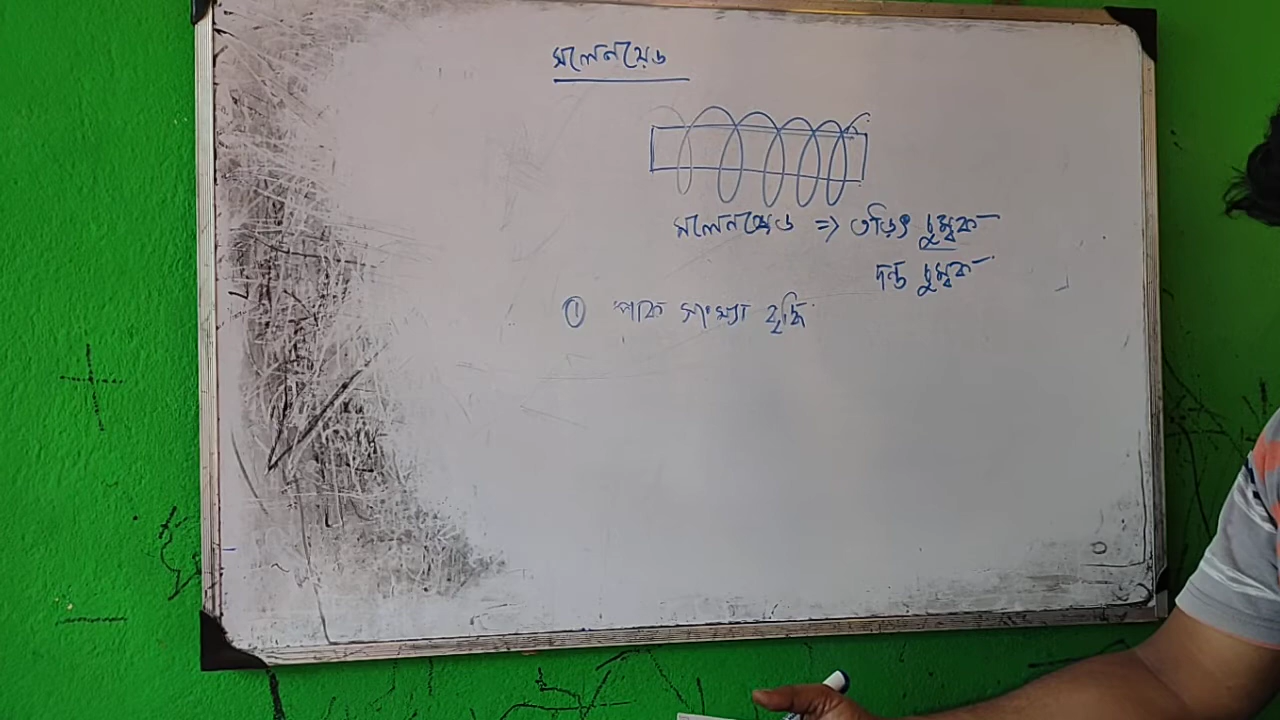 সলেনয়েড
সলেনয়েড => তড়িৎ চুম্বক
দন্ড চুম্বক
① পাক সংখ্যা বৃদ্ধি